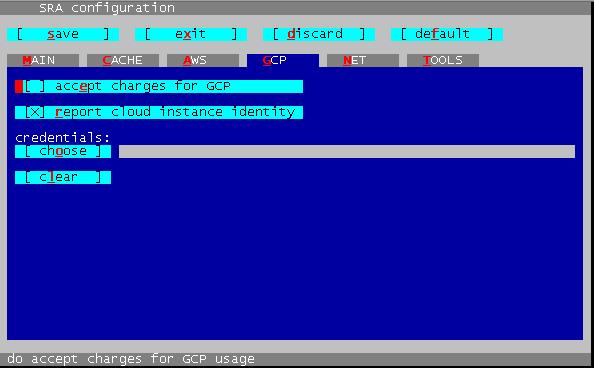 SRA configuration
[ save ] [ exit ] [ discard ] [ default ]
MAIN CACHE AWS GCP NET TOOLS
[ ] accept charges for GCP
[X] report cloud instance identity
credentials:
[ choose ]
[ clear ]
do accept charges for GCP usage